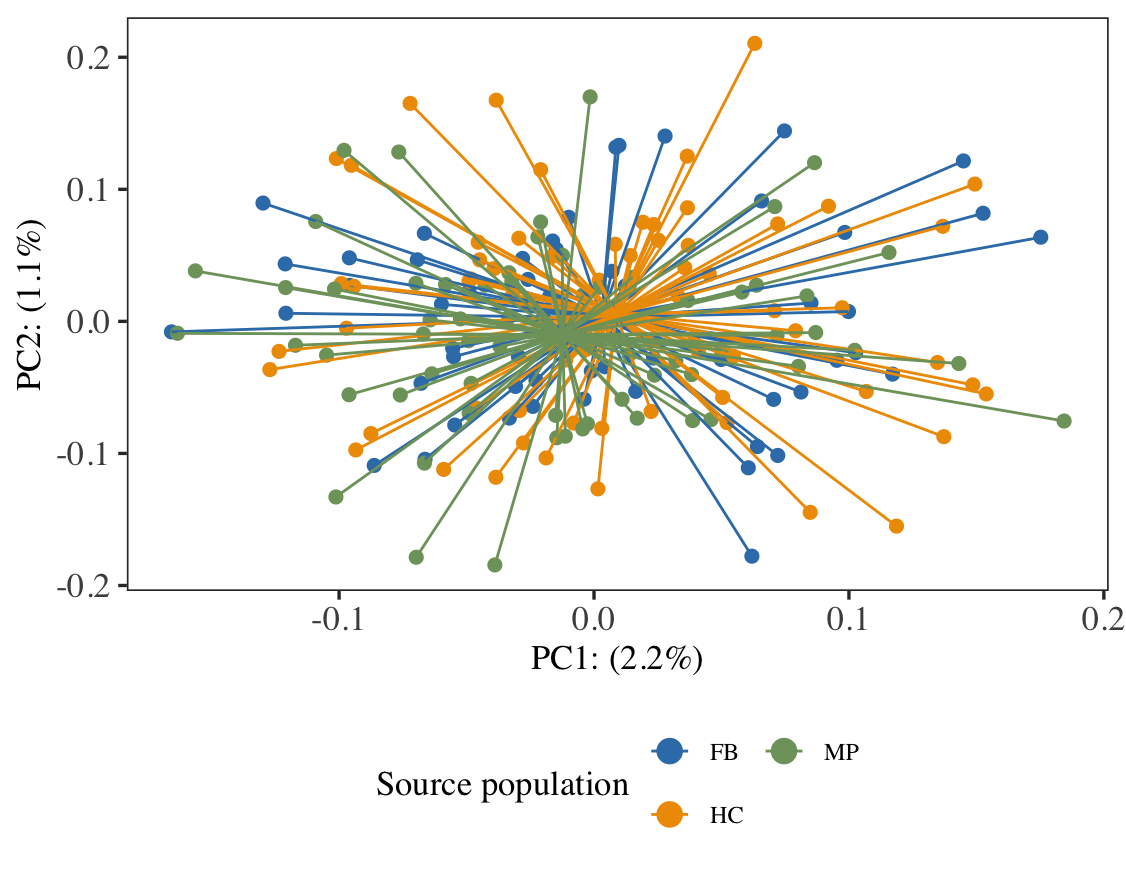 PC2: (1.1%)
0.2
0.1
0.0
-0.1
-0.2
-0.1 0.0 0.1 0.2
PC1: (2.2%)
Source population
FB MP
HC